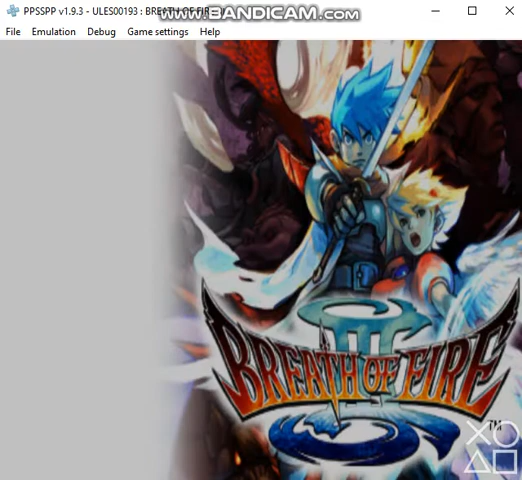 PPSSPP v1.9.3 - ULES00193 : BREATH OF FIR
www.BANDICAM.com
File Emulation Debug Game settings Help
III
BREATH OF FIRE
TM